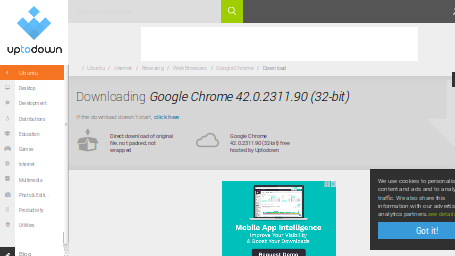 uptodown
/ Ubuntu / Internet / Browsing / Web Browsers / Google Chrome / Download
Ubuntu
Desktop
Development
Distributions
Education
Games
Internet
Multimedia
Photo & Edit...
Productivity
Utilities
Blog
Downloading Google Chrome 42.0.2311.90 (32-bit)
If the download doesn't start, click here
Direct download of original
file, not packed, not
wrapped
Google Chrome
42.0.2311.90 (32-bit) free
hosted by Uptodown
Mobile App Intelligence
Improve Your Visibility
& Boost Your Downloads
Request Demo
We use cookies to personalis
content and ads and to analy
traffic. We also share this
information with our advertis
analytics partners. see details
Got it!